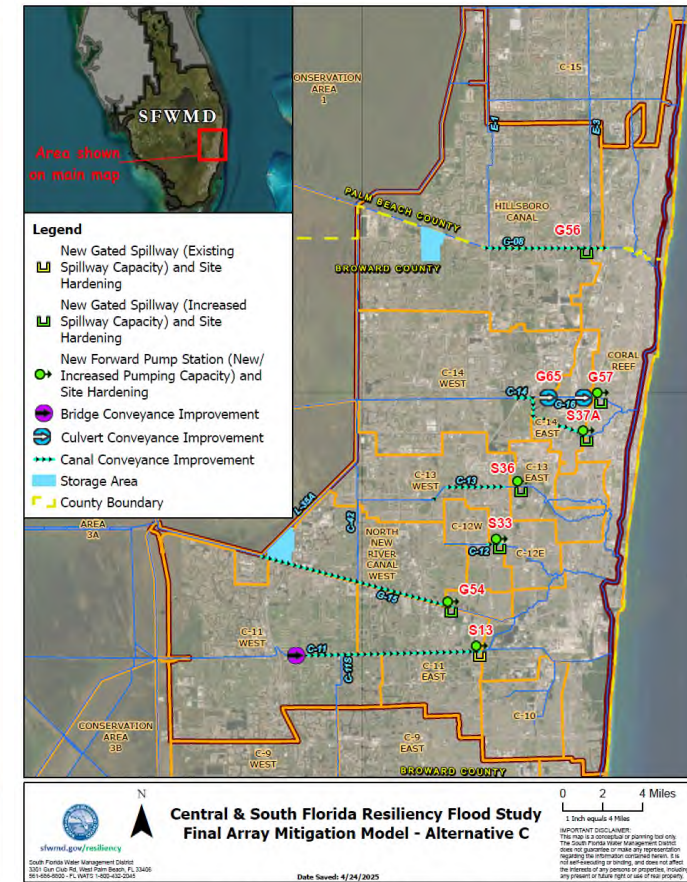 SFWMD
Area shown
on main map
Legend
New Gated Spillway (Existing
Spillway Capacity) and Site
Hardening
New Gated Spillway (Increased
Spillway Capacity) and Site
Hardening
New Forward Pump Station (New/
Increased Pumping Capacity) and
Site Hardening
Bridge Conveyance Improvement
Culvert Conveyance Improvement
Canal Conveyance Improvement
Storage Area
County Boundary
ONSERVATION
AREA
1
C-15
E-1
E-3
PALM BEACH COUNTY
HILLSBORO
CANAL
G56
G-08
BROWARD COUNTY
C-14
WEST
CORAL
REEF
G65
G57
C-14
G-16
S37A
C-14
EAST
S36
C-13
WEST
C-13
C-13
EAST
L-35A
C-42
AREA
3A
NORTH
NEW
RIVER
CANAL
WEST
C-12W
S33
C-12
C-12E
G54
G-15
C-11
WEST
S13
C-11
C-11S
C-11
EAST
C-10
CONSERVATION
AREA
3B
C-9
WEST
C-9
EAST
BROWARD COUNTY
sfwmd.gov/resiliency
South Florida Water Management District
3301 Gun Club Rd, West Palm Beach, FL 33406
561-686-8800 - FL WATS 1-800-432-2045
N
Central & South Florida Resiliency Flood Study
Final Array Mitigation Model - Alternative C
Date Saved: 4/24/2025
0 2 4 Miles
1 Inch equals 4 Miles
IMPORTANT DISCLAIMER:
This map is a conceptual or planning tool only.
The South Florida Water Management District
does not guarantee or make any representation
regarding the information contained herein. It is
not self-executing or binding, and does not affect
the interests of any persons or properties, including
any present or future right or use of real property.